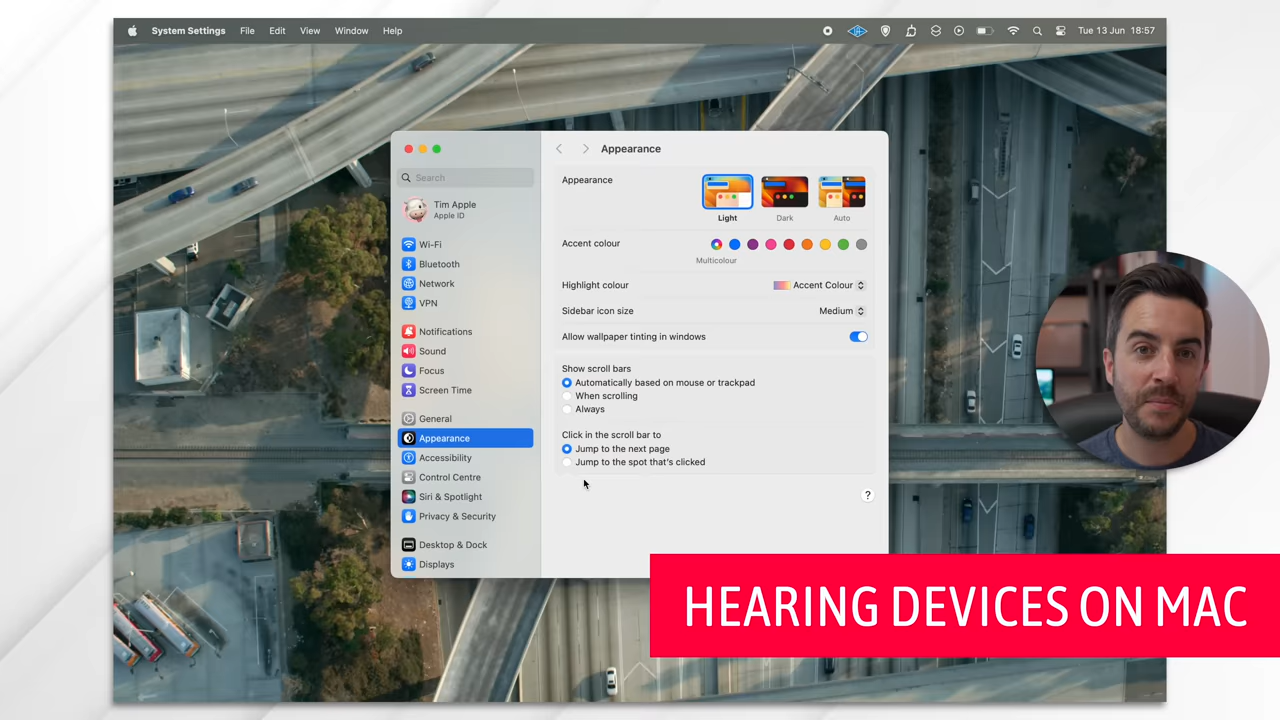 System Settings File Edit View Window Help Tue 13 Jun 18:57
Appearance
Search
Tim Apple
Apple ID
Wi-Fi
Bluetooth
Network
VPN
Notifications
Sound
Focus
Screen Time
General
Appearance
Accessibility
Control Centre
Siri & Spotlight
Privacy & Security
Desktop & Dock
Displays
Appearance
Light Dark Auto
Accent colour
Multicolour
Highlight colour Accent Colour
Sidebar icon size Medium
Allow wallpaper tinting in windows
Show scroll bars
Automatically based on mouse or trackpad
When scrolling
Always
Click in the scroll bar to
Jump to the next page
Jump to the spot that's clicked
?
HEARING DEVICES ON MAC